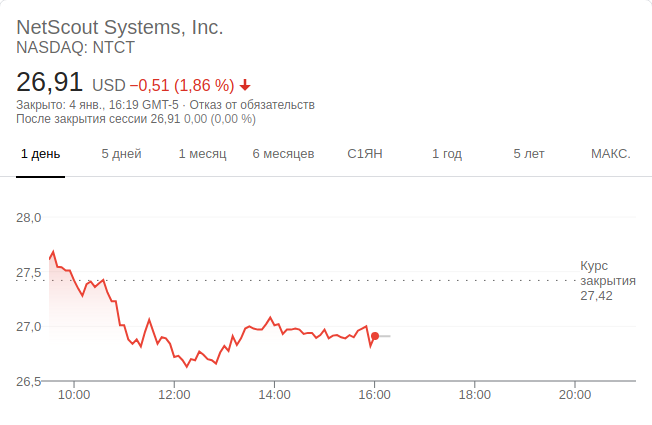 NetScout Systems, Inc.
NASDAQ: NTCT
26,91 USD −0,51 (1,86 %)
Закрыто: 4 янв., 16:19 GMT-5 · Отказ от обязательств
После закрытия сессии 26,91 0,00 (0,00 %)
1 день 5 дней 1 месяц 6 месяцев С1ЯН 1 год 5 лет МАКС.
28,0
27,5
27,0
26,5
Курс
закрытия
27,42
10:00 12:00 14:00 16:00 18:00 20:00